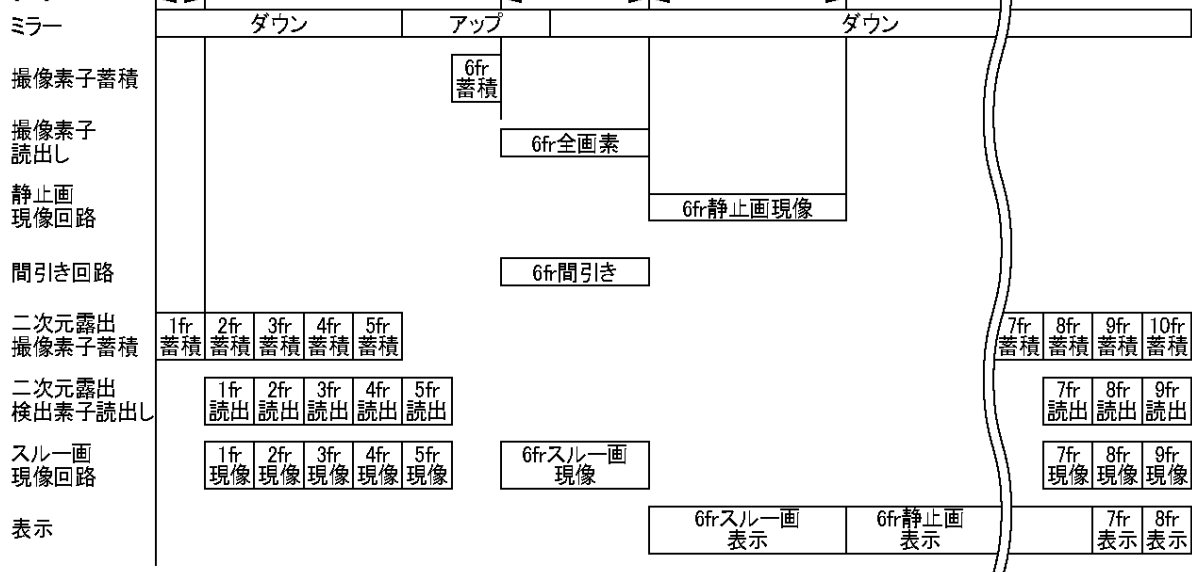 ミラー ダウン アップ ダウン
撮像素子蓄積
6fr
蓄積
撮像素子
読出し
6fr全画素
静止画
現像回路
6fr静止画現像
間引き回路
6fr間引き
二次元露出
撮像素子蓄積
1fr 2fr 3fr 4fr 5fr 7fr 8fr 9fr 10fr
蓄積 蓄積 蓄積 蓄積 蓄積 蓄積 蓄積 蓄積 蓄積
二次元露出
検出素子読出し
1fr 2fr 3fr 4fr 5fr 7fr 8fr 9fr
読出 読出 読出 読出 読出 読出 読出 読出
スルー画
現像回路
1fr 2fr 3fr 4fr 5fr 6frスルー画 7fr 8fr 9fr
現像 現像 現像 現像 現像 現像 現像 現像 現像
表示
6frスルー画 6fr静止画 7fr 8fr
表示 表示 表示 表示